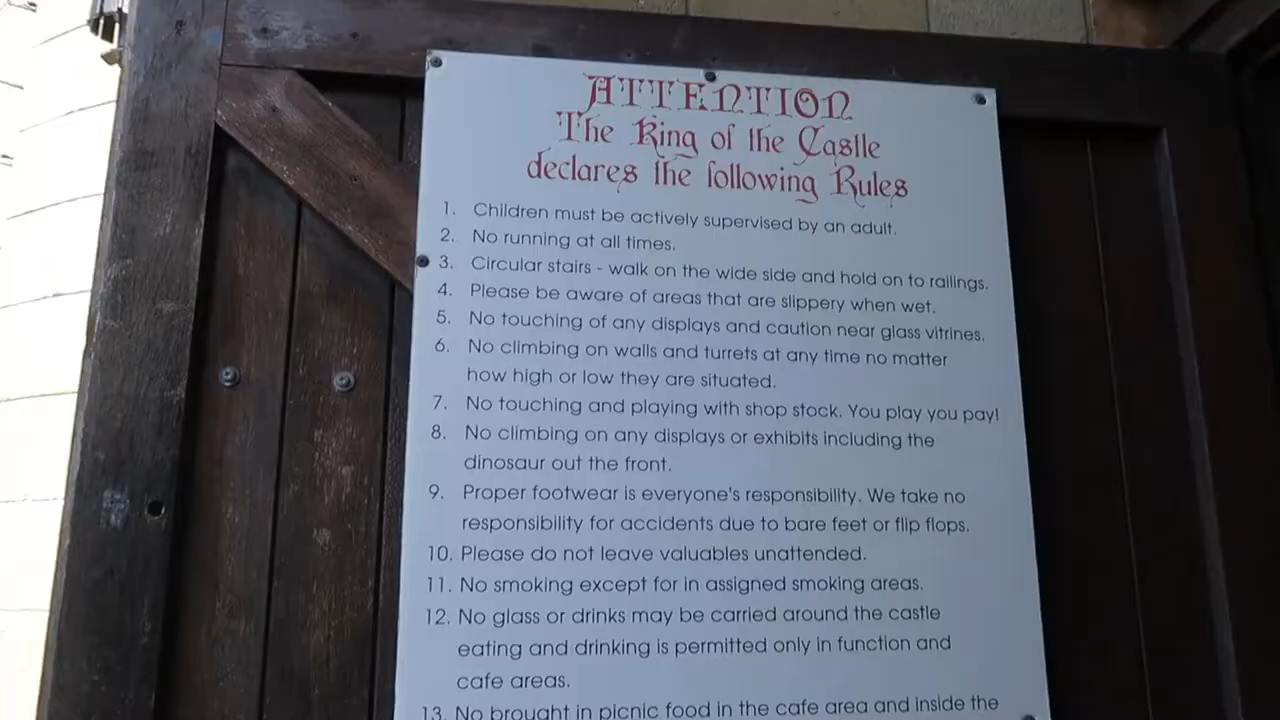 ATTENTION
The King of the Castle
declares the following Rules
1. Children must be actively supervised by an adult.
2. No running at all times.
3. Circular stairs - walk on the wide side and hold on to railings.
4. Please be aware of areas that are slippery when wet.
5. No touching of any displays and caution near glass vitrines.
6. No climbing on walls and turrets at any time no matter
how high or low they are situated.
7. No touching and playing with shop stock. You play you pay!
8. No climbing on any displays or exhibits including the
dinosaur out the front.
9. Proper footwear is everyone's responsibility. We take no
responsibility for accidents due to bare feet or flip flops.
10. Please do not leave valuables unattended.
11. No smoking except for in assigned smoking areas.
12. No glass or drinks may be carried around the castle
eating and drinking is permitted only in function and
cafe areas.
13. No brought in picnic food in the cafe area and inside the